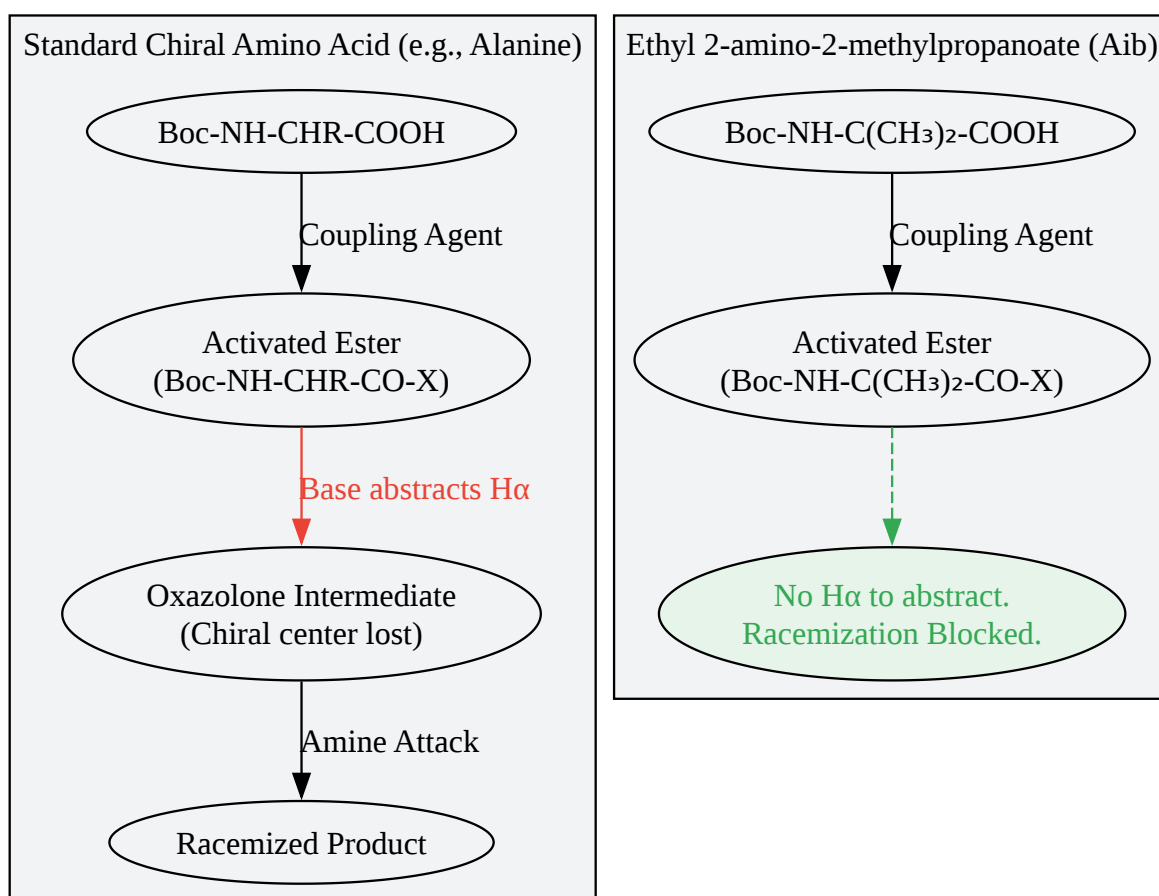 Standard Chiral Amino Acid (e.g., Alanine)
Boc-NH-CHR-COOH
Coupling Agent
Activated Ester
(Boc-NH-CHR-CO-X)
Base abstracts Hα
Oxazolone Intermediate
(Chiral center lost)
Amine Attack
Racemized Product
Ethyl 2-amino-2-methylpropanoate (Aib)
Boc-NH-C(CH₃)₂-COOH
Coupling Agent
Activated Ester
(Boc-NH-C(CH₃)₂-CO-X)
No Hα to abstract.
Racemization Blocked.